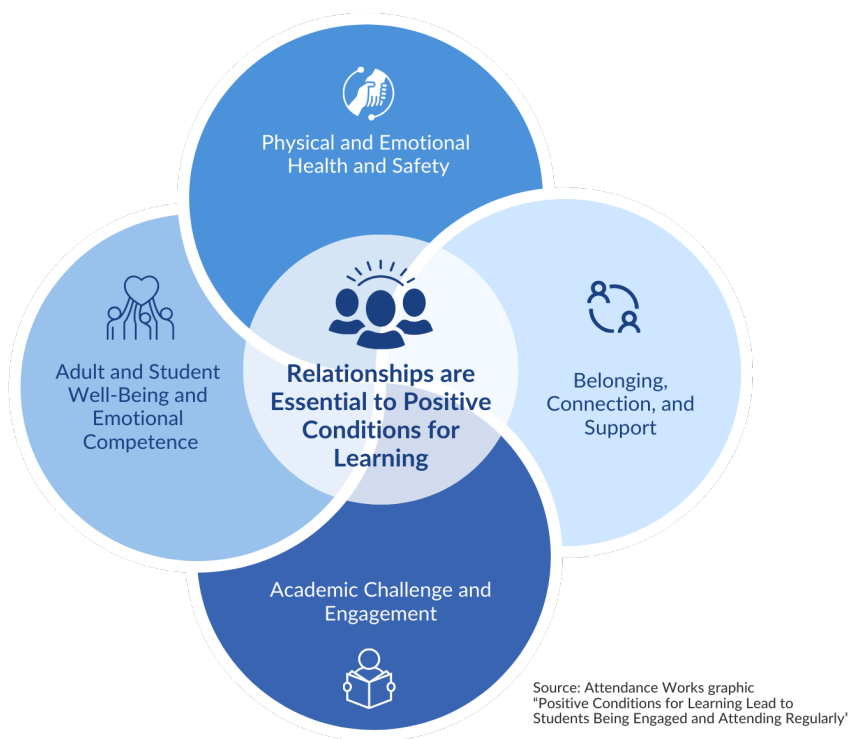 Physical and Emotional
Health and Safety
Adult and Student
Well-Being and
Emotional
Competence
Relationships are
Essential to Positive
Conditions for
Learning
Belonging,
Connection, and
Support
Academic Challenge and
Engagement
Source: Attendance Works graphic
“Positive Conditions for Learning Lead to
Students Being Engaged and Attending Regularly”